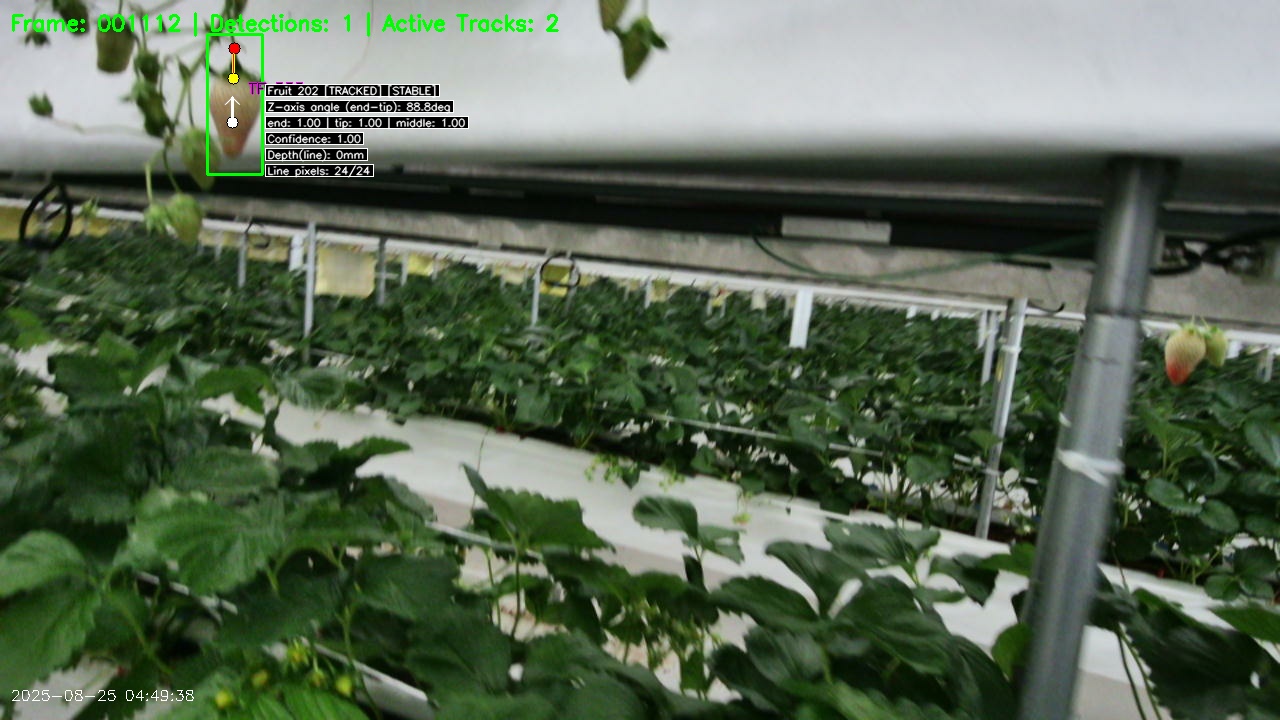 Frame: 001112 | Detections: 1 | Active Tracks: 2
TP ---
Fruit 202 [TRACKED] [STABLE]
Z-axis angle (end-tip): 88.8deg
end: 1.00 | tip: 1.00 | middle: 1.00
Confidence: 1.00
Depth(line): 0mm
Line pixels: 24/24
2025-08-25 04:49:38